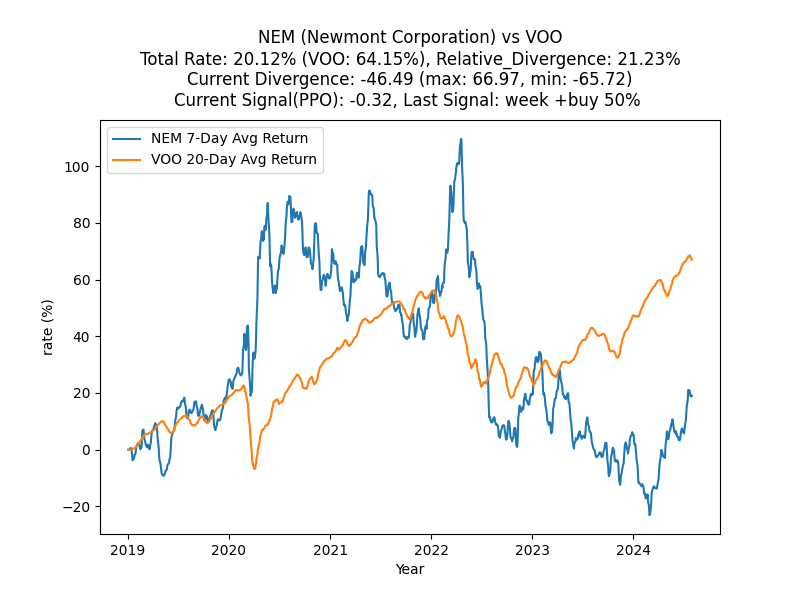 NEM (Newmont Corporation) vs VOO
Total Rate: 20.12% (VOO: 64.15%), Relative_Divergence: 21.23%
Current Divergence: -46.49 (max: 66.97, min: -65.72)
Current Signal(PPO): -0.32, Last Signal: week +buy 50%
NEM 7-Day Avg Return
VOO 20-Day Avg Return
rate (%)
100
80
60
40
20
0
−20
2019
2020
2021
2022
2023
2024
Year